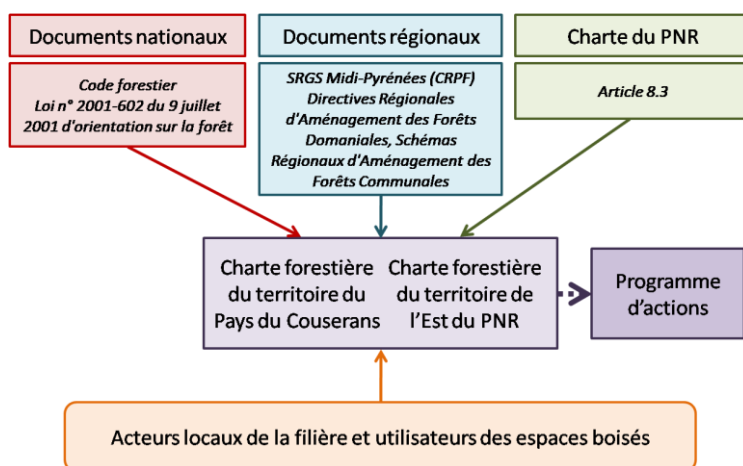 Documents nationaux
Code forestier
Loi n° 2001-602 du 9 juillet
2001 d'orientation sur la forêt
Documents régionaux
SRGS Midi-Pyrénées (CRPF)
Directives Régionales
d'Aménagement des Forêts
Domaniales, Schémas
Régionaux d'Aménagement des
Forêts Communales
Charte du PNR
Article 8.3
Charte forestière
du territoire du
Pays du Couserans
Charte forestière
du territoire de
l'Est du PNR
Programme
d'actions
Acteurs locaux de la filière et utilisateurs des espaces boisés